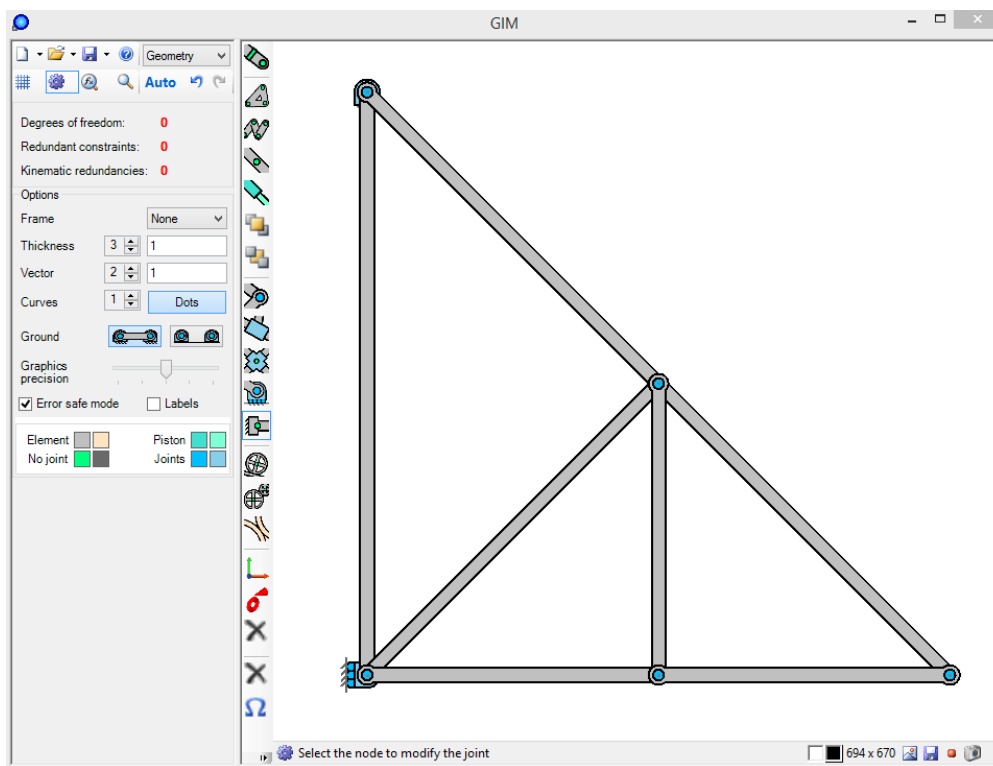 GIM
Geometry
Auto
Degrees of freedom: 0
Redundant constraints: 0
Kinematic redundancies: 0
Options
Frame None
Thickness 3 1
Vector 2 1
Curves 1 Dots
Ground
Graphics
precision
Error safe mode Labels
Element Piston
No joint Joints
Ω
Select the node to modify the joint 694 x 670